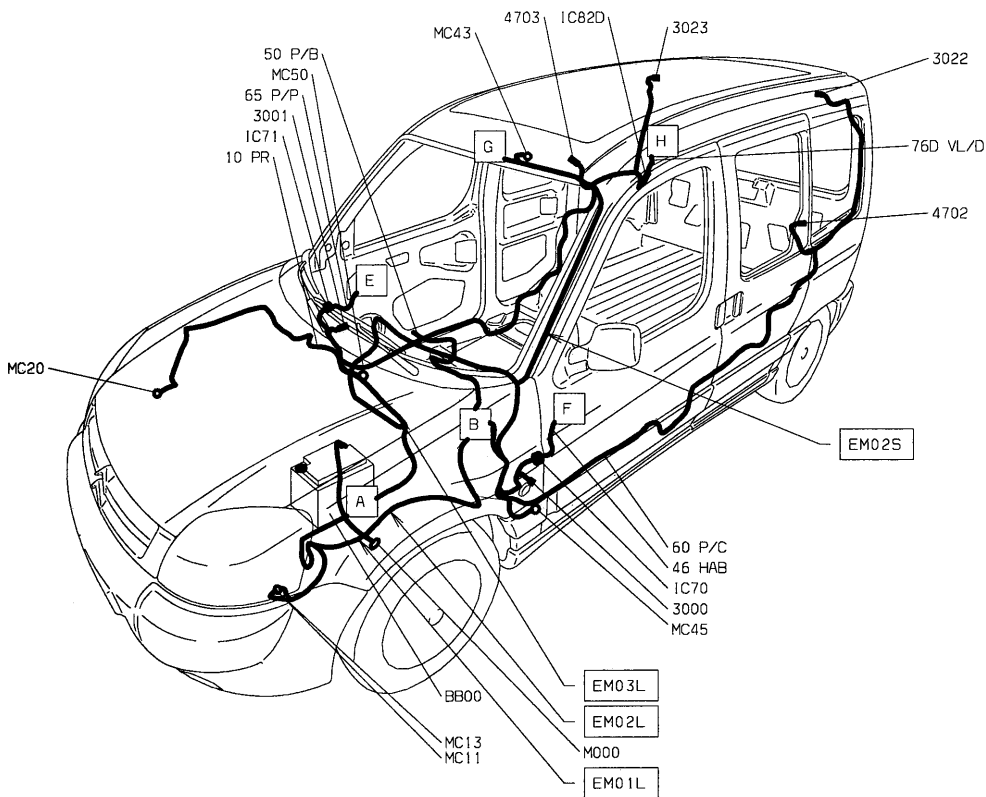 4703
IC82D
3023
MC43
3022
50 P/B
MC50
65 P/P
3001
IC71
10 PR
G
H
76D VL/D
4702
E
MC20
B
F
EM02S
A
60 P/C
46 HAB
IC70
3000
MC45
BB00
EM03L
EM02L
MC13
MC11
M000
EM01L